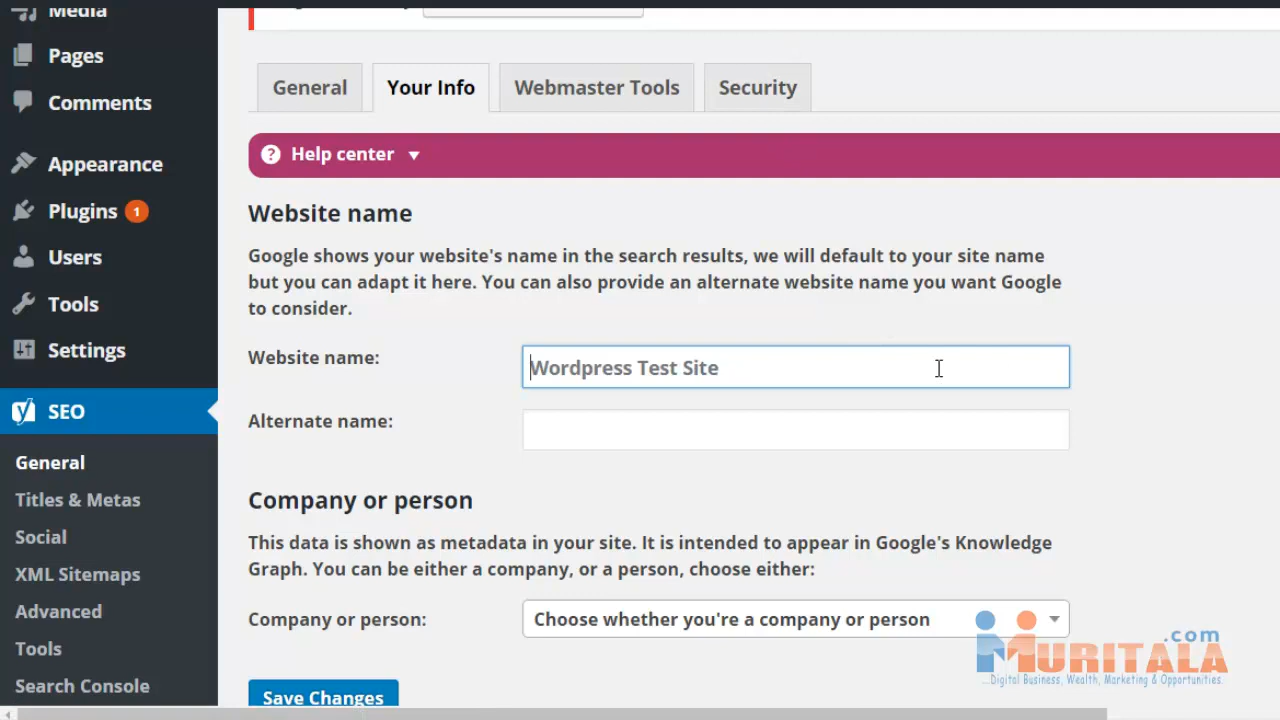 Media
Pages
Comments
Appearance
Plugins 1
Users
Tools
Settings
SEO
General
Titles & Metas
Social
XML Sitemaps
Advanced
Tools
Search Console
General Your Info Webmaster Tools Security
? Help center
Website name
Google shows your website's name in the search results, we will default to your site name
but you can adapt it here. You can also provide an alternate website name you want Google
to consider.
Website name: Wordpress Test Site
Alternate name:
Company or person
This data is shown as metadata in your site. It is intended to appear in Google's Knowledge
Graph. You can be either a company, or a person, choose either:
Company or person: Choose whether you're a company or person
Save Changes
.com
MURITALA
...Digital Business, Wealth, Marketing & Opportunities.